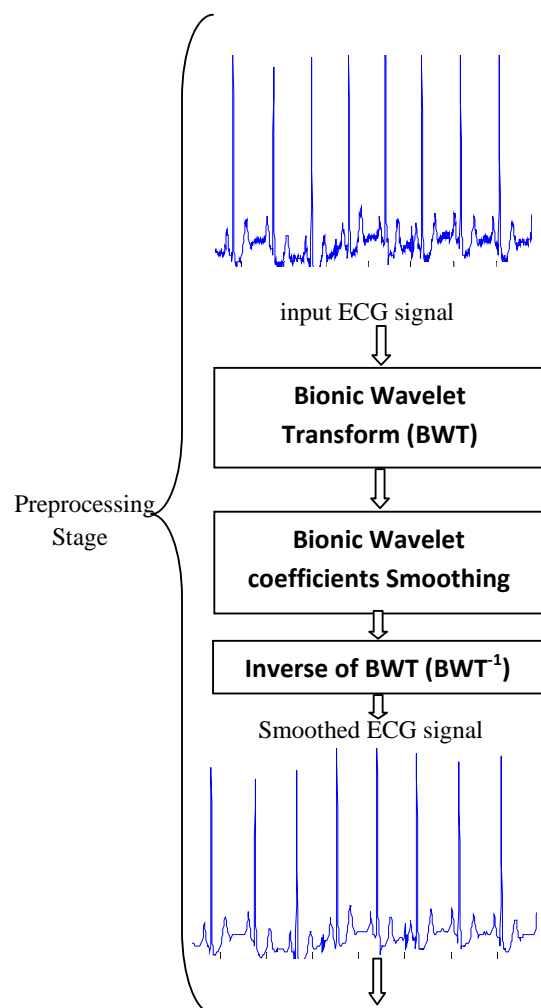 input ECG signal
Bionic Wavelet
Transform (BWT)
Preprocessing
Stage
Bionic Wavelet
coefficients Smoothing
Inverse of BWT (BWT⁻¹)
Smoothed ECG signal